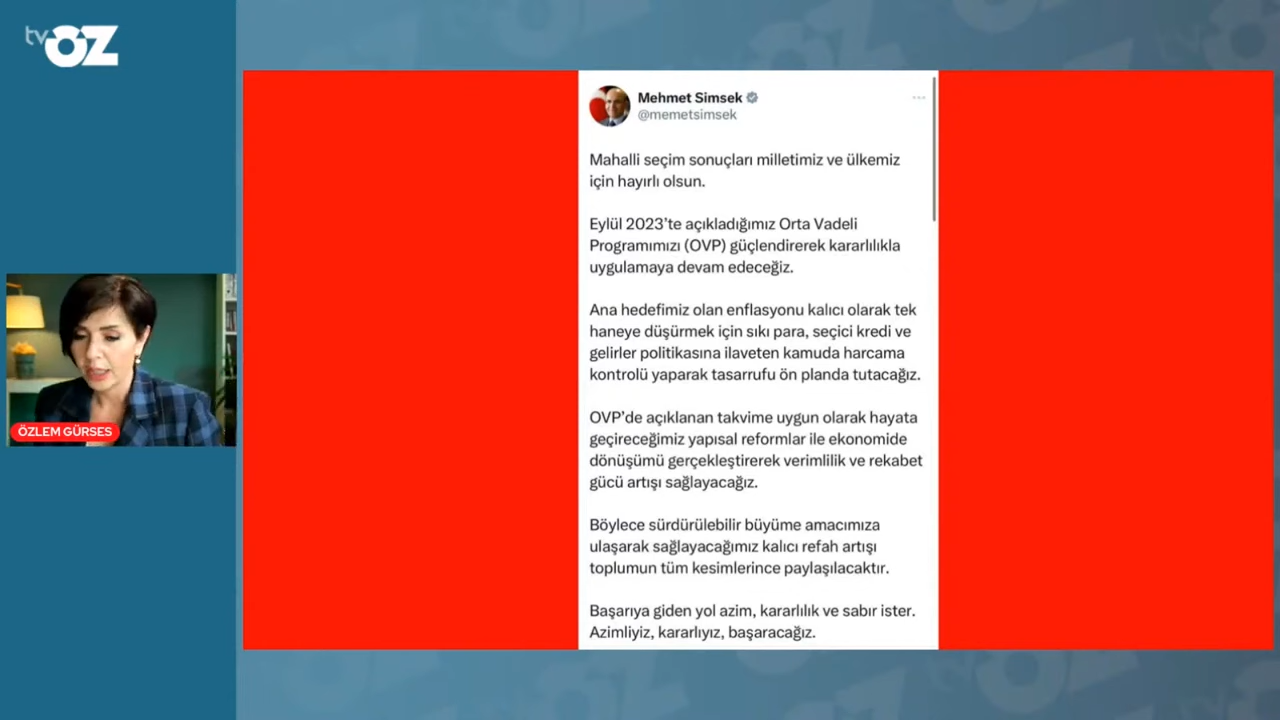 tv ÖZ
Mehmet Simsek
@memetsimsek
Mahalli seçim sonuçları milletimiz ve ülkemiz
için hayırlı olsun.
Eylül 2023'te açıkladığımız Orta Vadeli
Programımızı (OVP) güçlendirerek kararlılıkla
uygulamaya devam edeceğiz.
Ana hedefimiz olan enflasyonu kalıcı olarak tek
haneye düşürmek için sıkı para, seçici kredi ve
gelirler politikasına ilaveten kamuda harcama
kontrolü yaparak tasarrufu ön planda tutacağız.
OVP'de açıklanan takvime uygun olarak hayata
geçireceğimiz yapısal reformlar ile ekonomide
dönüşümü gerçekleştirerek verimlilik ve rekabet
gücü artışı sağlayacağız.
Böylece sürdürülebilir büyüme amacımıza
ulaşarak sağlayacağımız kalıcı refah artışı
toplumun tüm kesimlerince paylaşılacaktır.
Başarıya giden yol azim, kararlılık ve sabır ister.
Azimliyiz, kararlıyız, başaracağız.
ÖZLEM GÜRSES